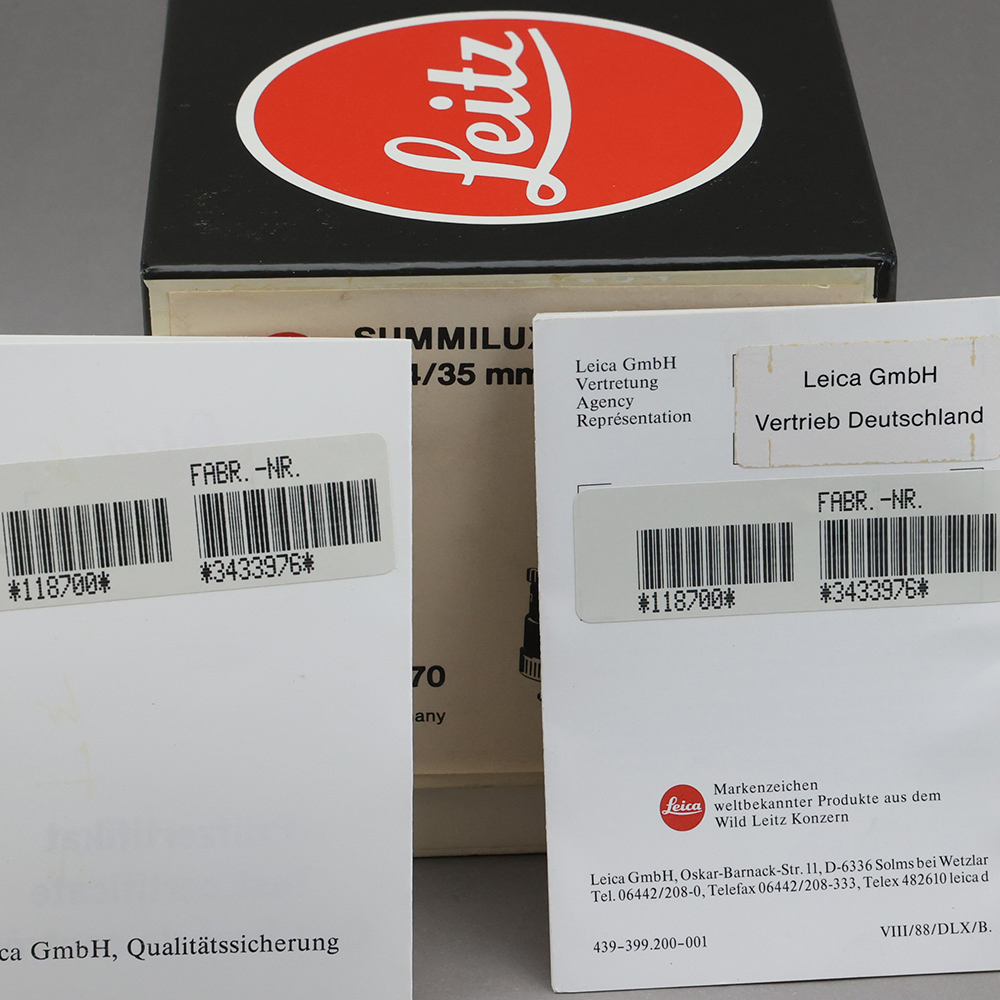 Leitz
SUMMILUX
4/35 mm
70
any
FABR.-NR.
*118700*
*3433976*
ca GmbH, Qualitätssicherung
Leica GmbH
Vertretung
Agency
Représentation
Leica GmbH
Vertrieb Deutschland
FABR.-NR.
*118700*
*3433976*
Leica
Markenzeichen
weltbekannter Produkte aus dem
Wild Leitz Konzern
Leica GmbH, Oskar-Barnack-Str. 11, D-6336 Solms bei Wetzlar
Tel. 06442/208-0, Telefax 06442/208-333, Telex 482610 leica d
439-399.200-001
VIII/88/DLX/B.